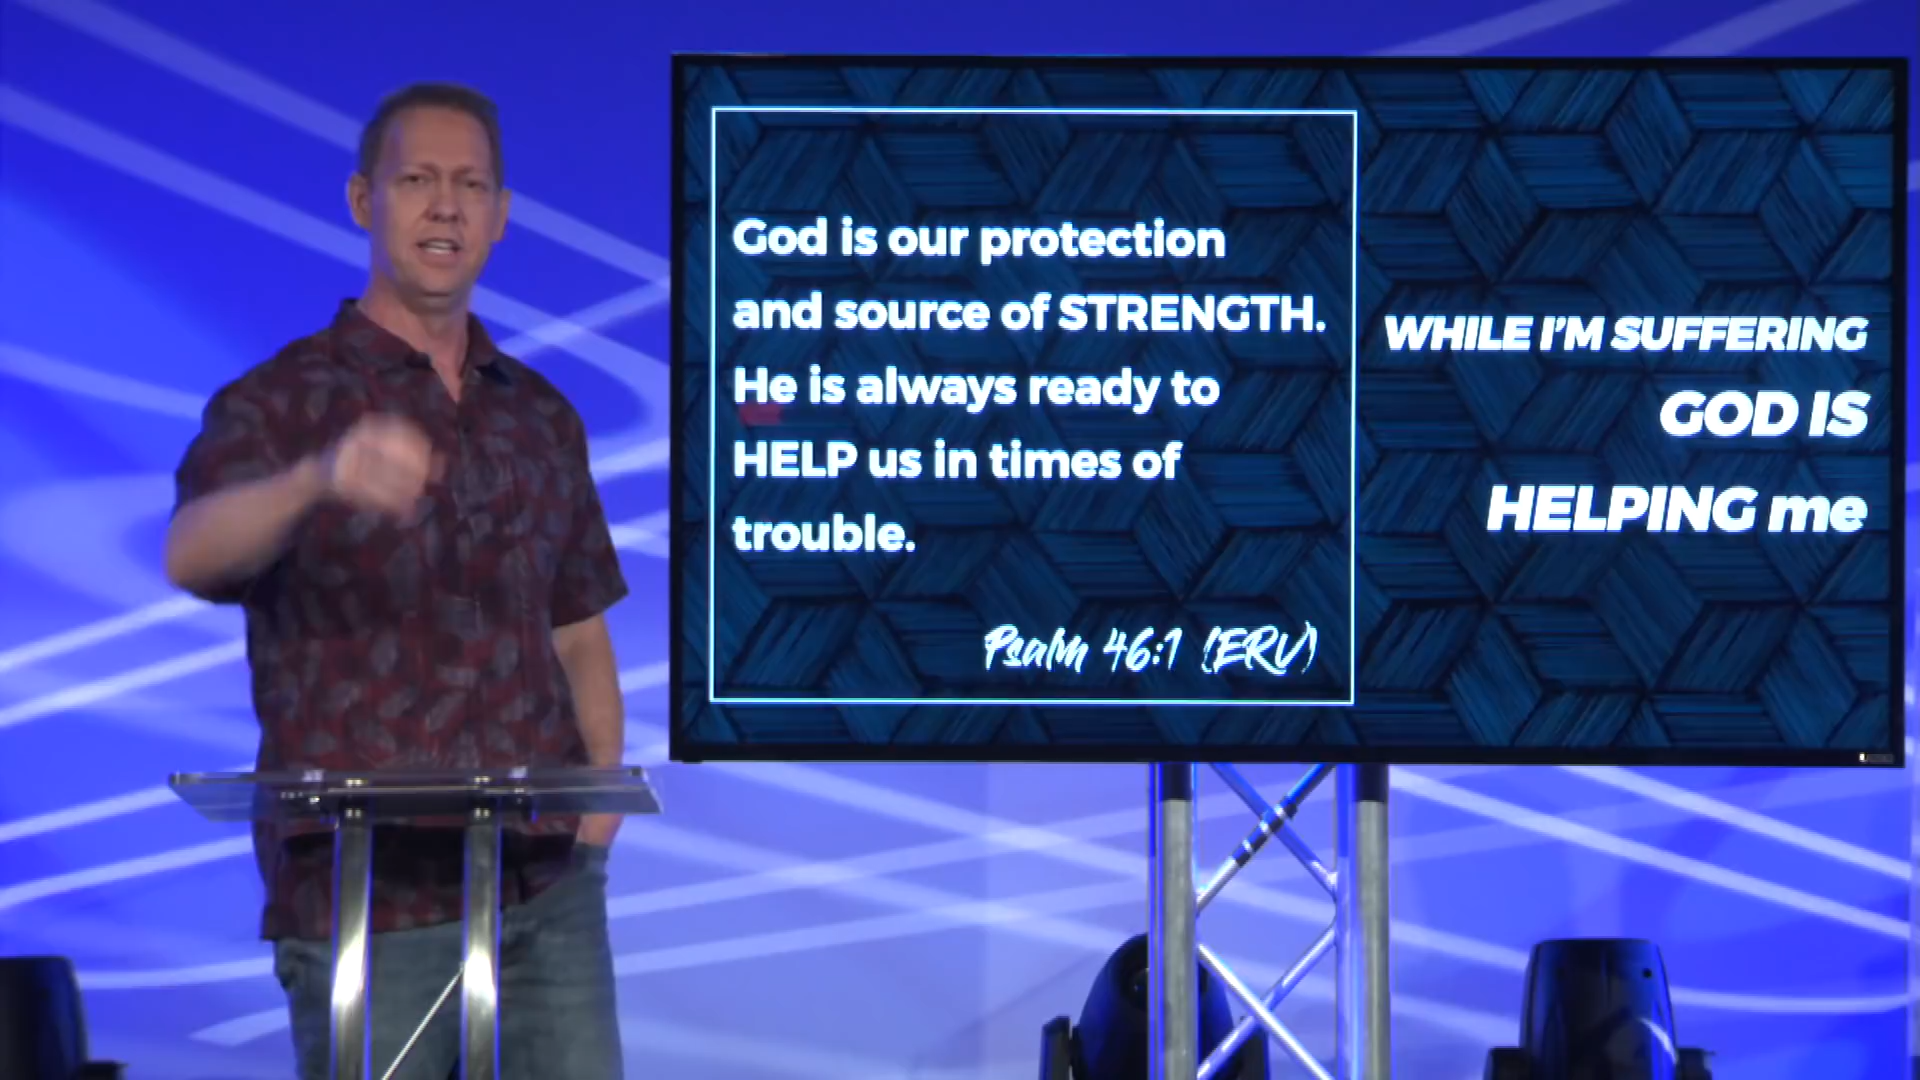 God is our protection
and source of STRENGTH.
He is always ready to
HELP us in times of
trouble.
Psalm 46:1 (ERV)
WHILE I'M SUFFERING
GOD IS
HELPING me